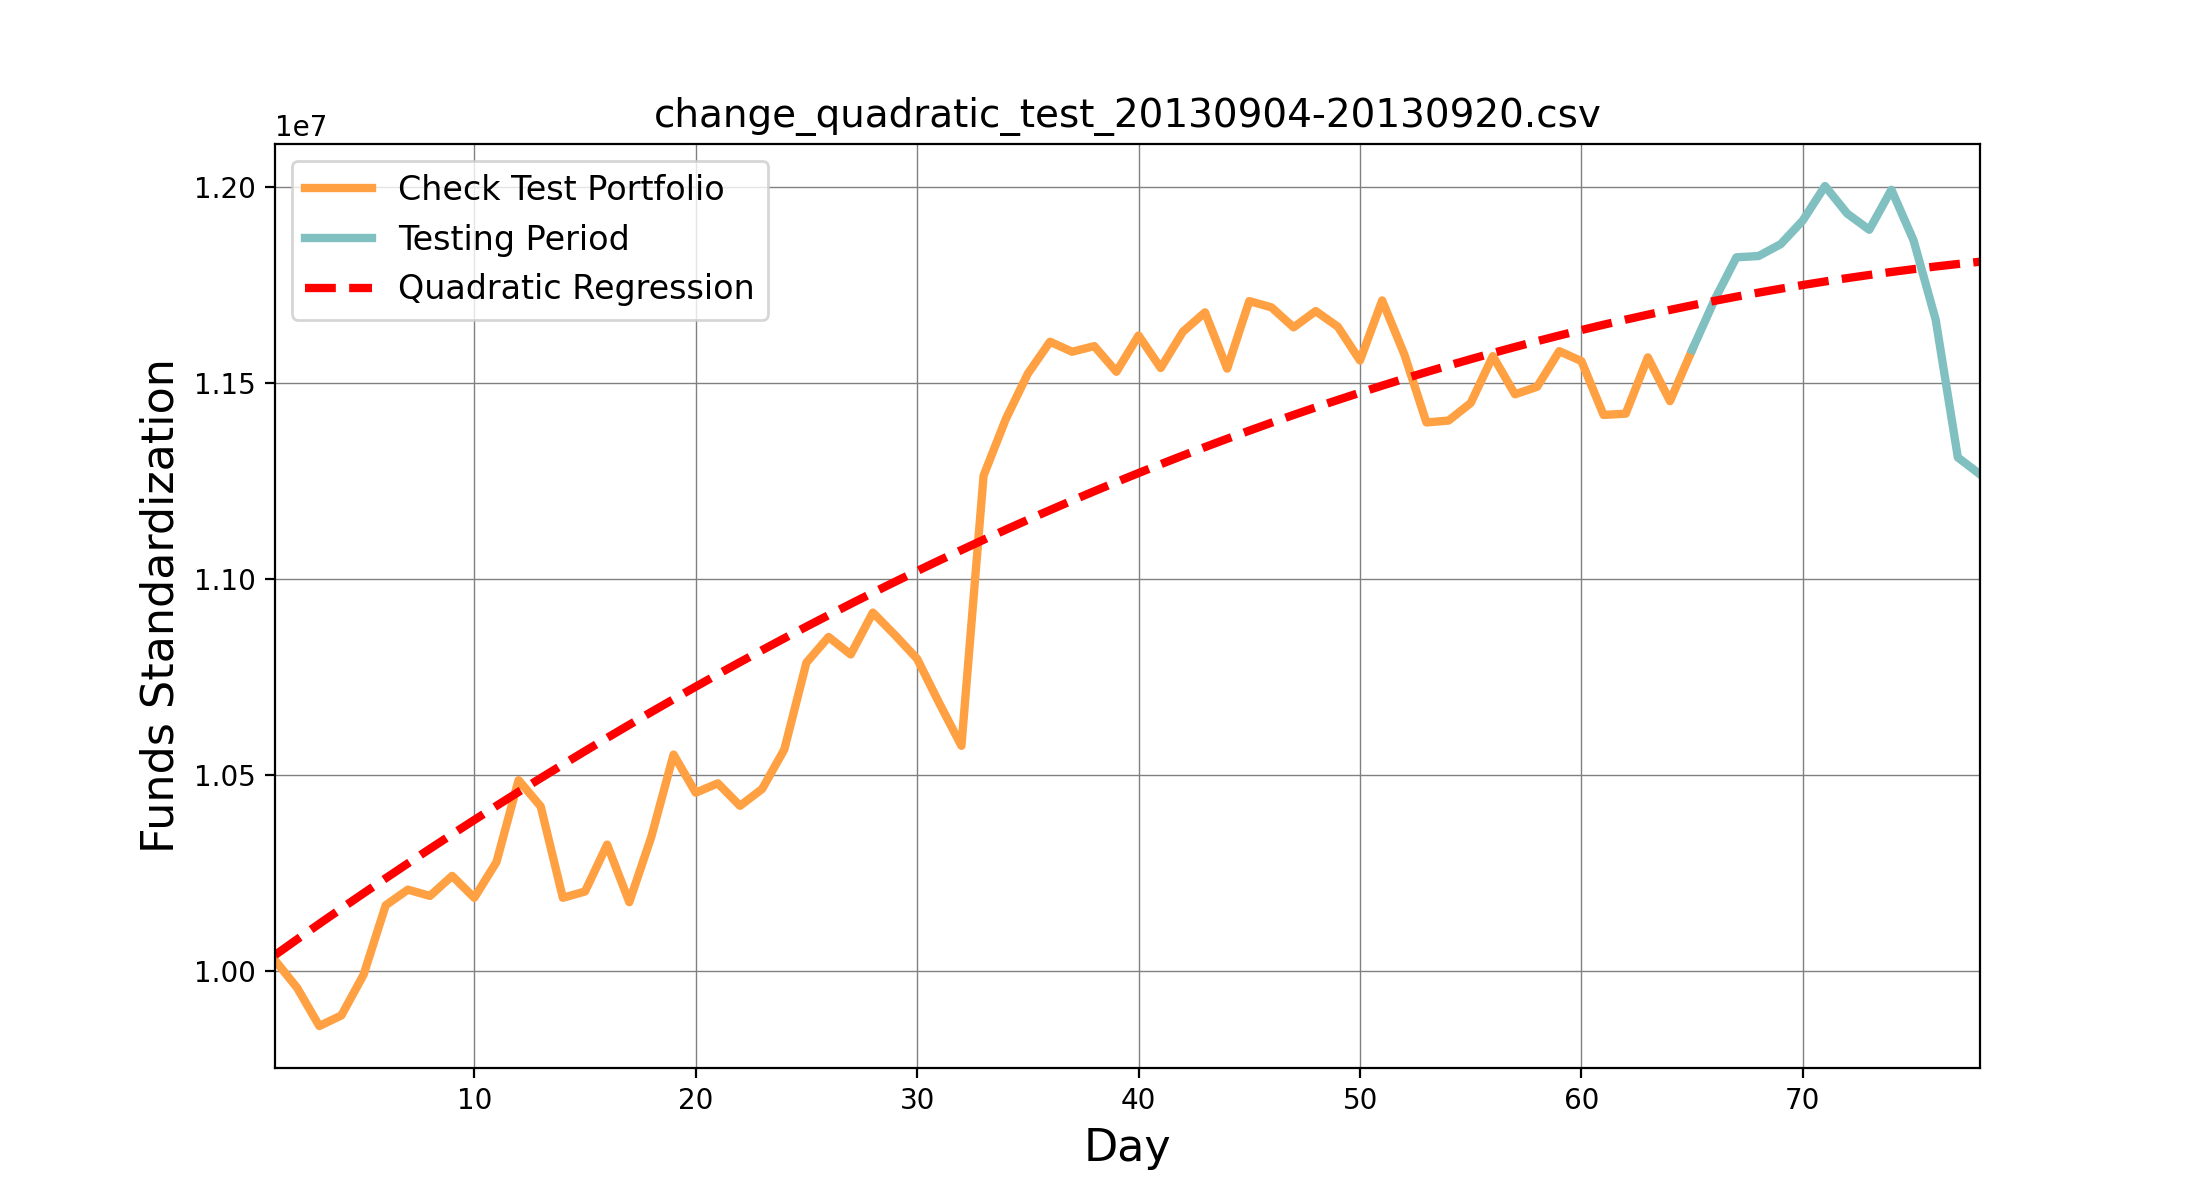 change_quadratic_test_20130904-20130920.csv
1e7
Check Test Portfolio
Testing Period
Quadratic Regression
1.20
1.15
1.10
1.05
1.00
Funds Standardization
10 20 30 40 50 60 70
Day